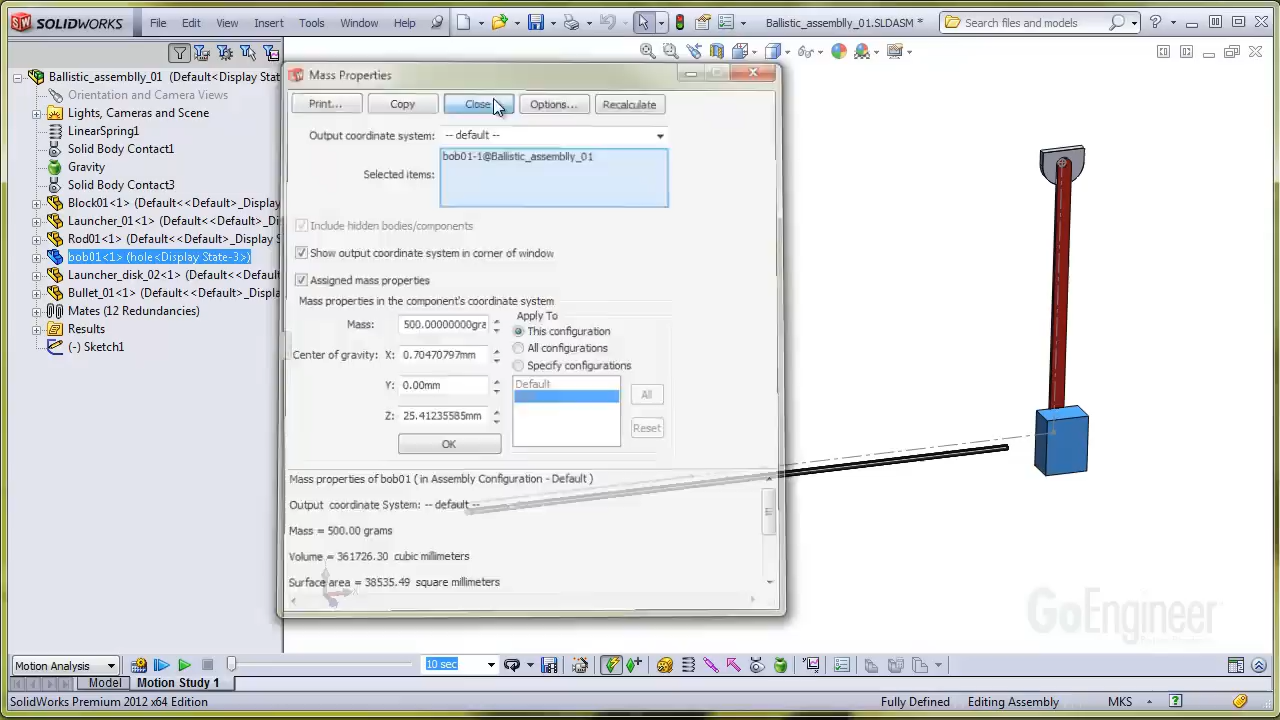 SOLIDWORKS File Edit View Insert Tools Window Help Ballistic_assemblly_01.SLDASM * Search files and models
Ballistic_assemblly_01 (Default<Display Stat
Orientation and Camera Views
Lights, Cameras and Scene
LinearSpring1
Solid Body Contact1
Gravity
Solid Body Contact3
Block01<1> (Default<<Default>_Display
Launcher_01<1> (Default<<Default>_D
Rod01<1> (Default<<Default>_Display S
bob01<1> (hole<Display State-3>)
Launcher_disk_02<1> (Default<<Defaul
Bullet_01<1> (Default<<Default>_Displa
Mates (12 Redundancies)
Results
(-) Sketch1
Mass Properties
Print... Copy Close Options... Recalculate
Output coordinate system: -- default --
Selected items: bob01-1@Ballistic_assemblly_01
Include hidden bodies/components
Show output coordinate system in corner of window
Assigned mass properties
Mass properties in the component's coordinate system
Mass: 500.00000000gra
Center of gravity: X: 0.70470797mm
Y: 0.00mm
Z: 25.41235585mm
OK
Apply To
This configuration
All configurations
Specify configurations
Default
All
Reset
Mass properties of bob01 ( in Assembly Configuration - Default )
Output coordinate System: -- default --
Mass = 500.00 grams
Volume = 361726.30 cubic millimeters
Surface area = 38535.49 square millimeters
GoEngineer
Motion Analysis 10 sec
Model Motion Study 1
SolidWorks Premium 2012 x64 Edition Fully Defined Editing Assembly MKS